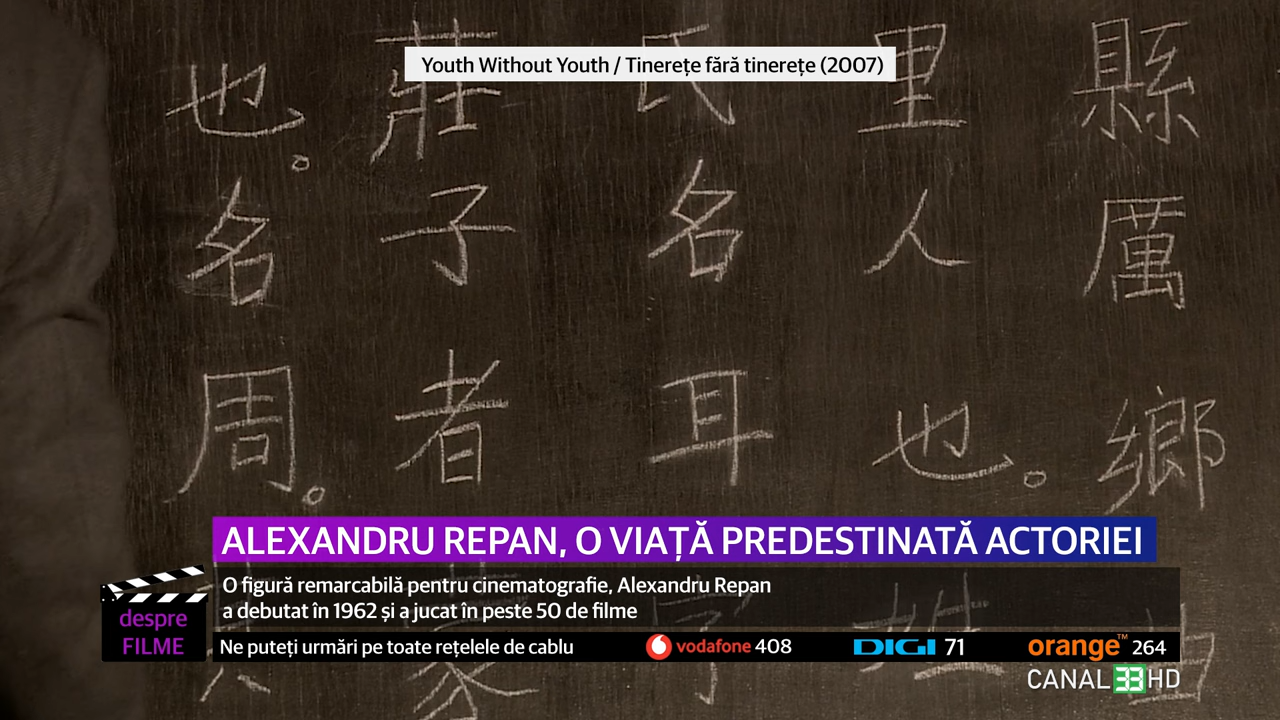 Youth Without Youth / Tinerețe fără tinerețe (2007)
縣厲鄉
里人也。
氏名耳
莊子者
也。名周。
ALEXANDRU REPAN, O VIAȚĂ PREDESTINATĂ ACTORIEI
O figură remarcabilă pentru cinematografie, Alexandru Repan
a debutat în 1962 și a jucat în peste 50 de filme
despre
FILME
Ne puteți urmări pe toate rețelele de cablu vodafone 408 DIGI 71 orange™ 264
CANAL 33 HD